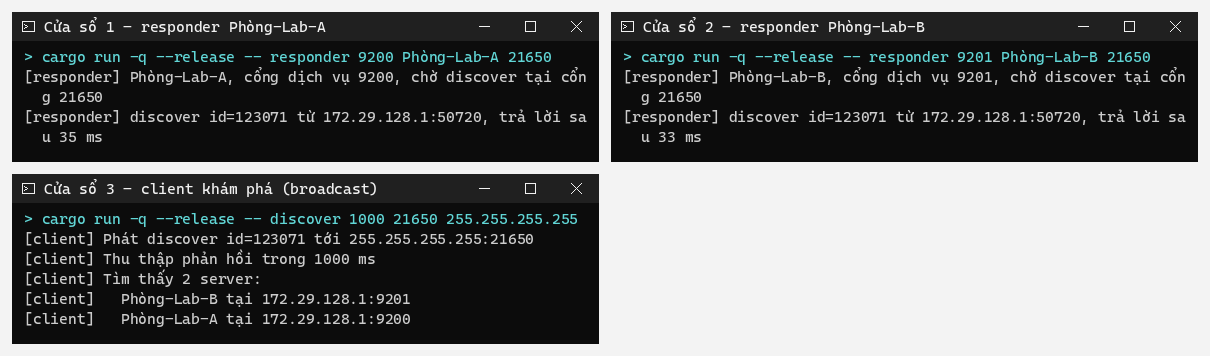 Cửa sổ 1 — responder Phòng-Lab-A
> cargo run -q --release -- responder 9200 Phòng-Lab-A 21650
[responder] Phòng-Lab-A, cổng dịch vụ 9200, chờ discover tại cổn
g 21650
[responder] discover id=123071 từ 172.29.128.1:50720, trả lời sa
u 35 ms
Cửa sổ 2 — responder Phòng-Lab-B
> cargo run -q --release -- responder 9201 Phòng-Lab-B 21650
[responder] Phòng-Lab-B, cổng dịch vụ 9201, chờ discover tại cổn
g 21650
[responder] discover id=123071 từ 172.29.128.1:50720, trả lời sa
u 33 ms
Cửa sổ 3 — client khám phá (broadcast)
> cargo run -q --release -- discover 1000 21650 255.255.255.255
[client] Phát discover id=123071 tới 255.255.255.255:21650
[client] Thu thập phản hồi trong 1000 ms
[client] Tìm thấy 2 server:
[client]   Phòng-Lab-B tại 172.29.128.1:9201
[client]   Phòng-Lab-A tại 172.29.128.1:9200